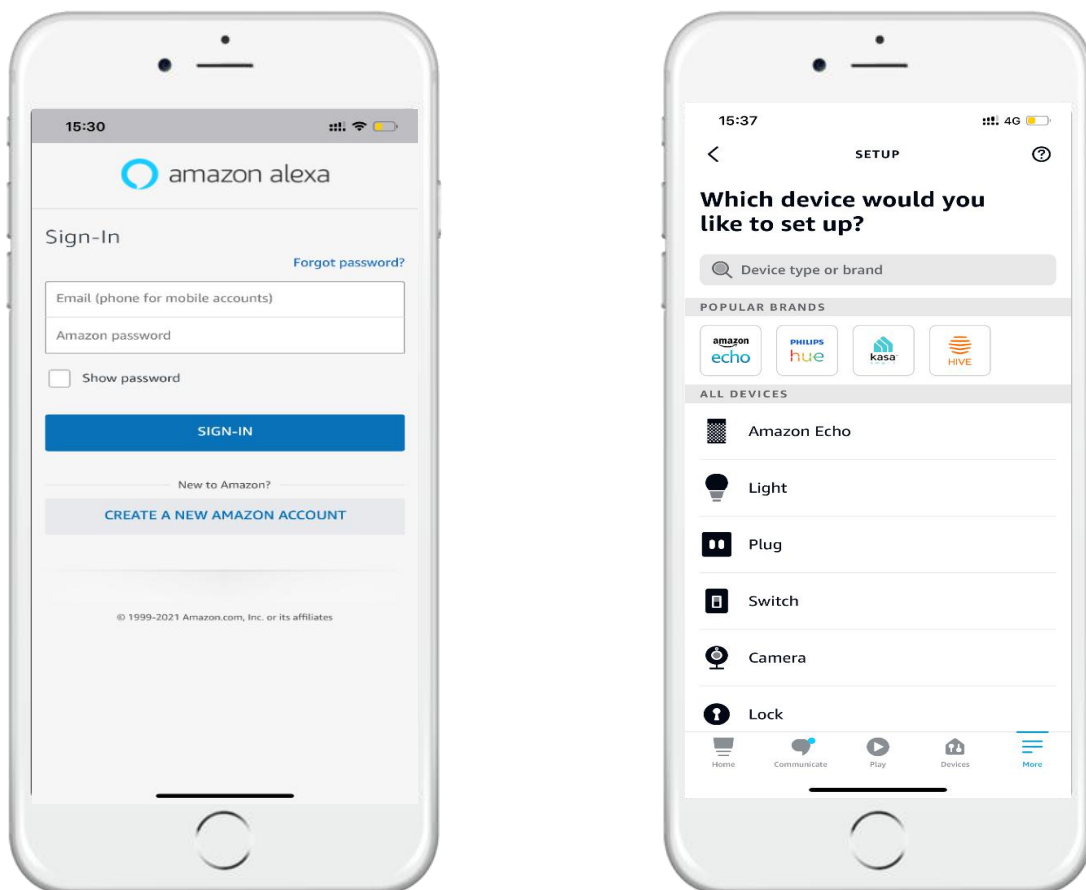 15:30
amazon alexa
Sign-In
Forgot password?
Email (phone for mobile accounts)
Amazon password
Show password
SIGN-IN
New to Amazon?
CREATE A NEW AMAZON ACCOUNT
© 1999-2021 Amazon.com, Inc. or its affiliates
15:37 4G
SETUP
Which device would you
like to set up?
Device type or brand
POPULAR BRANDS
amazon echo
PHILIPS hue
kasa
HIVE
ALL DEVICES
Amazon Echo
Light
Plug
Switch
Camera
Lock
Home Communicate Play Devices More